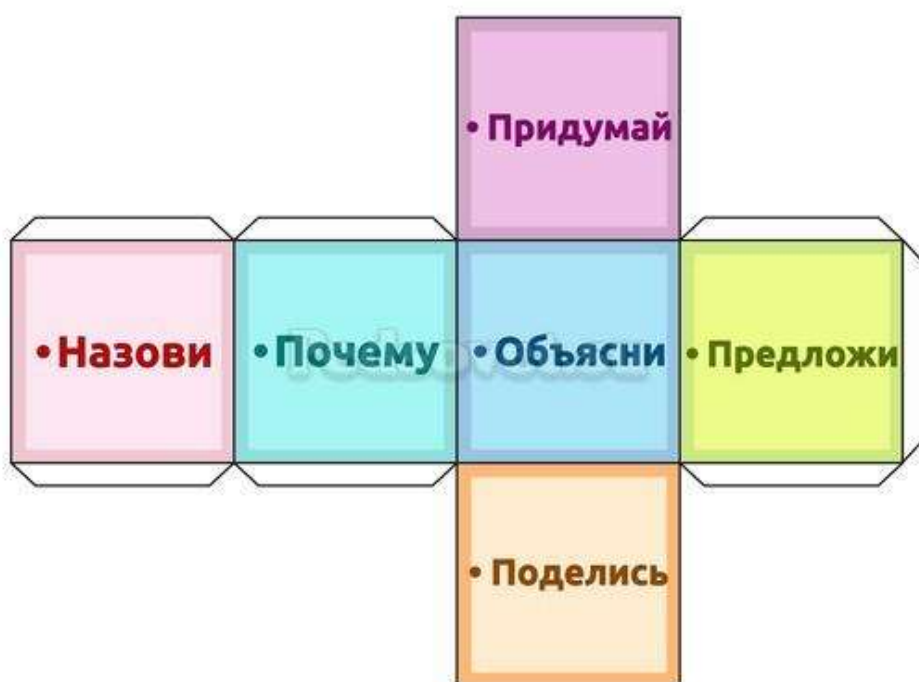 • Придумай
• Назови
• Почему
• Объясни
• Предложи
• Поделись